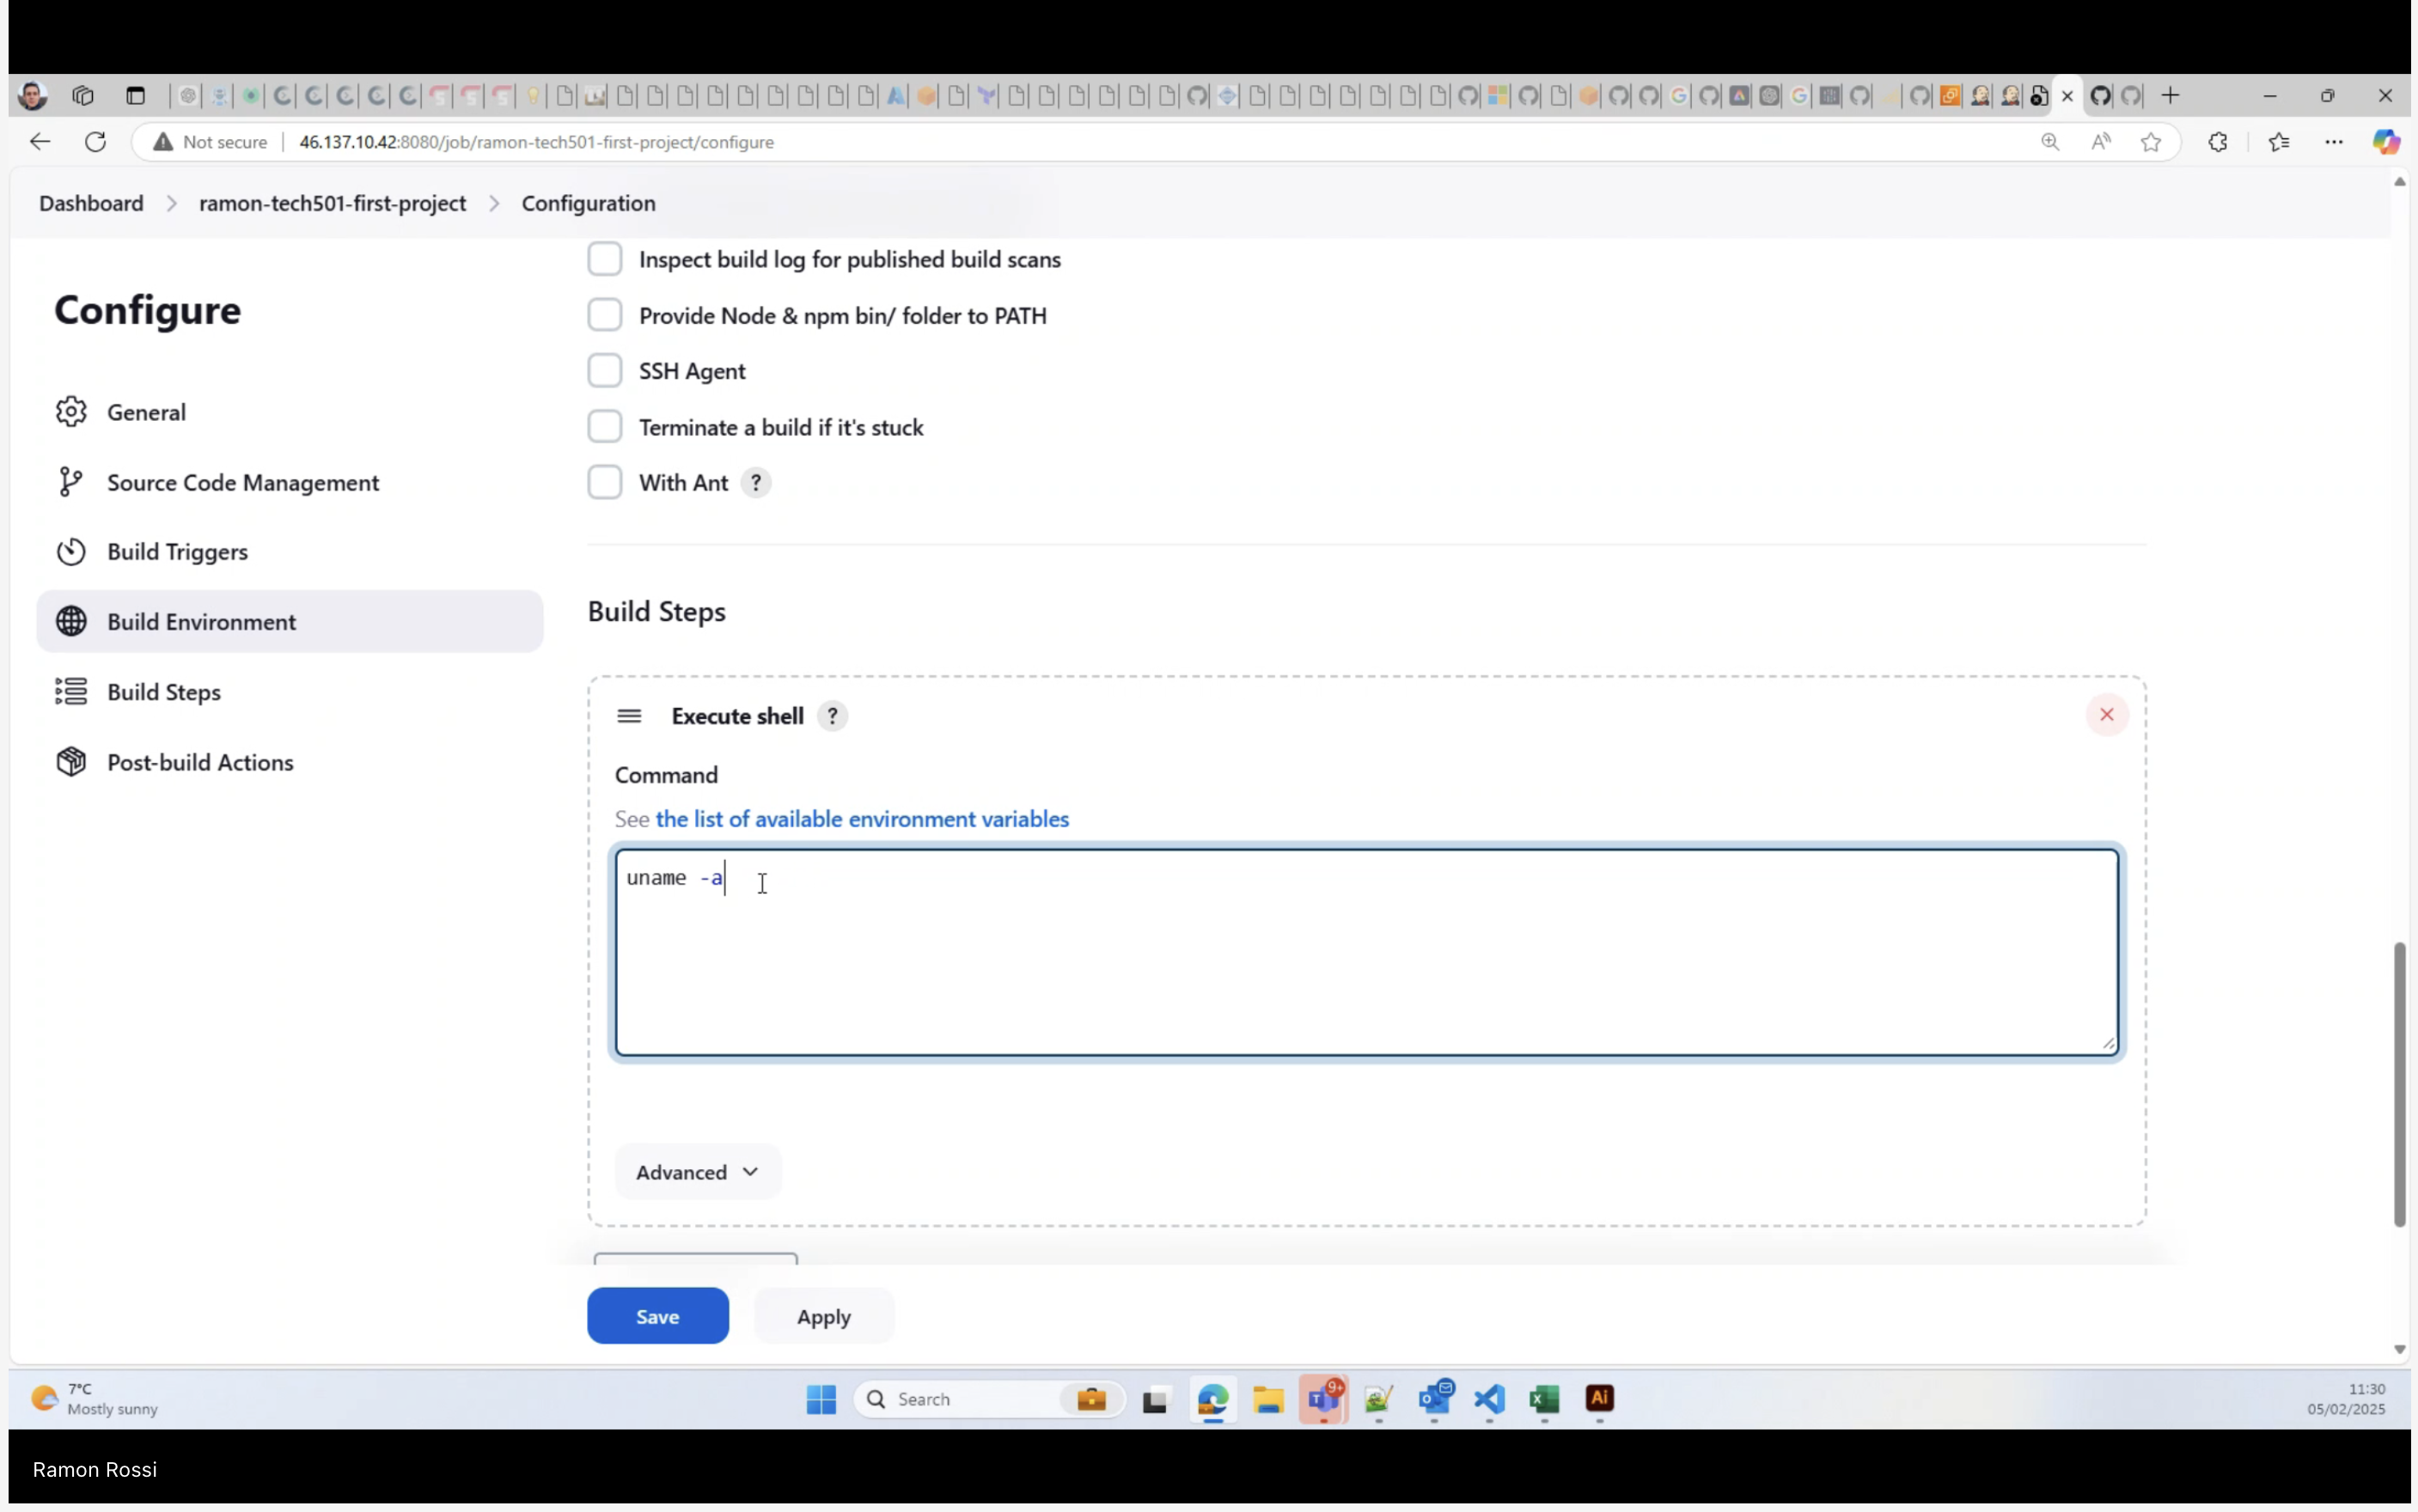 Not secure
46.137.10.42:8080/job/ramon-tech501-first-project/configure
Dashboard
ramon-tech501-first-project
Configuration
Configure
General
Source Code Management
Build Triggers
Build Environment
Build Steps
Post-build Actions
Inspect build log for published build scans
Provide Node & npm bin/ folder to PATH
SSH Agent
Terminate a build if it's stuck
With Ant ?
Build Steps
Execute shell ?
Command
See the list of available environment variables
uname -a
Advanced
Save
Apply
7°C
Mostly sunny
Search
9+
Ai
11:30
05/02/2025
Ramon Rossi